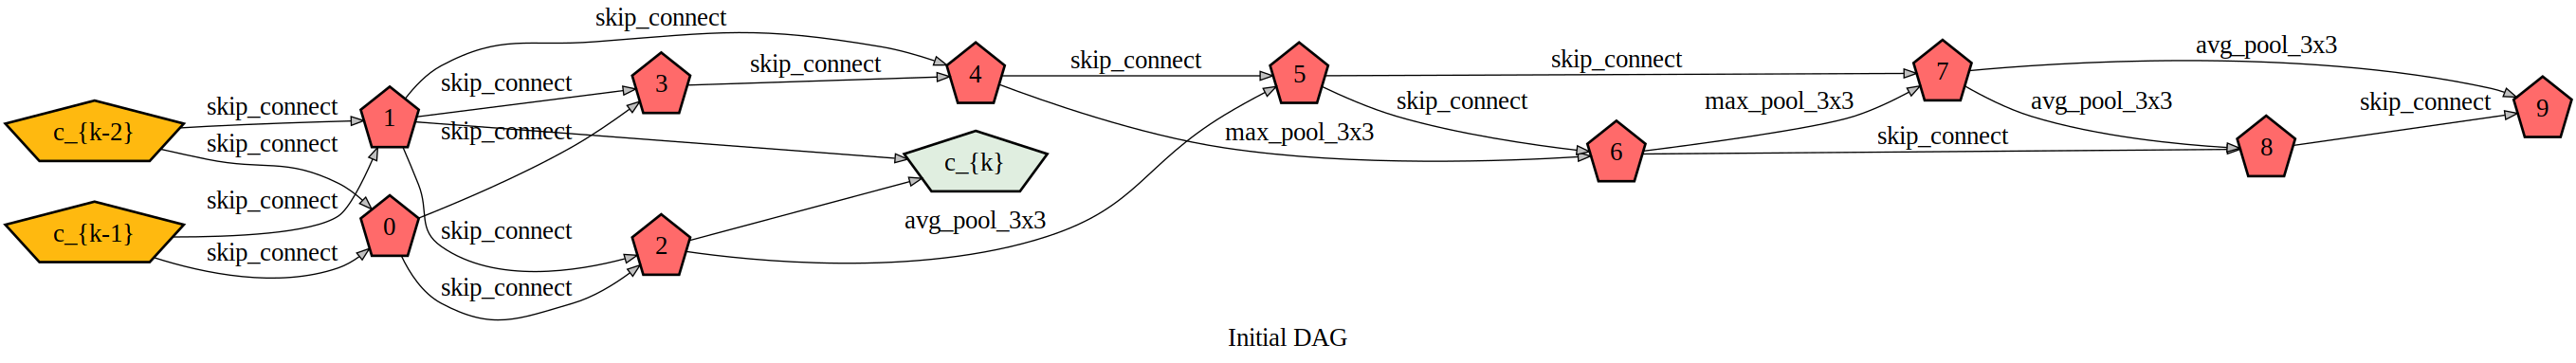 skip_connect
skip_connect
skip_connect
skip_connect
avg_pool_3x3
skip_connect
skip_connect
max_pool_3x3
avg_pool_3x3
skip_connect
skip_connect
c_{k-2}
1
3
4
5
7
9
skip_connect
skip_connect
max_pool_3x3
skip_connect
c_{k}
6
8
skip_connect
skip_connect
c_{k-1}
0
2
avg_pool_3x3
skip_connect
skip_connect
Initial DAG